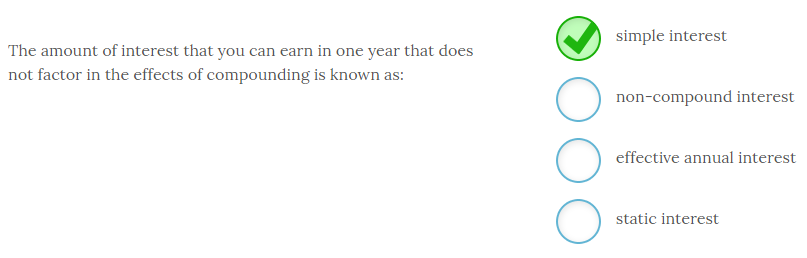 The amount of interest that you can earn in one year that does
not factor in the effects of compounding is known as:
simple interest
non-compound interest
effective annual interest
static interest